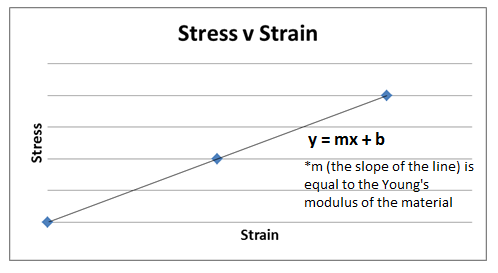 Stress v Strain
Stress
y = mx + b
*m (the slope of the line) is
equal to the Young's
modulus of the material
Strain